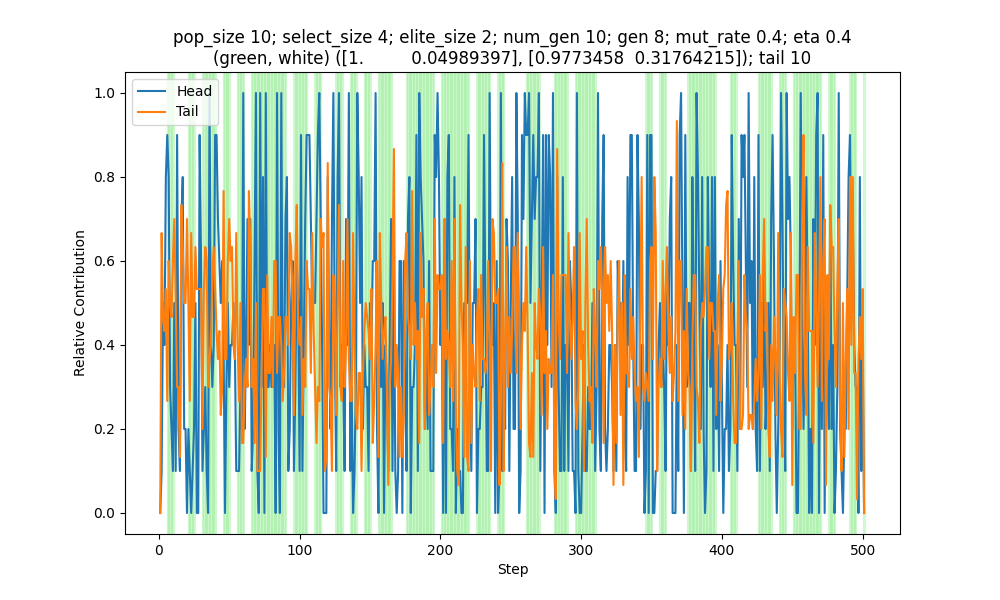 pop_size 10; select_size 4; elite_size 2; num_gen 10; gen 8; mut_rate 0.4; eta 0.4
(green, white) ([1.          0.04989397], [0.9773458  0.31764215]); tail 10
Head
Tail
1.0
0.8
0.6
0.4
0.2
0.0
Relative Contribution
0
100
200
300
400
500
Step